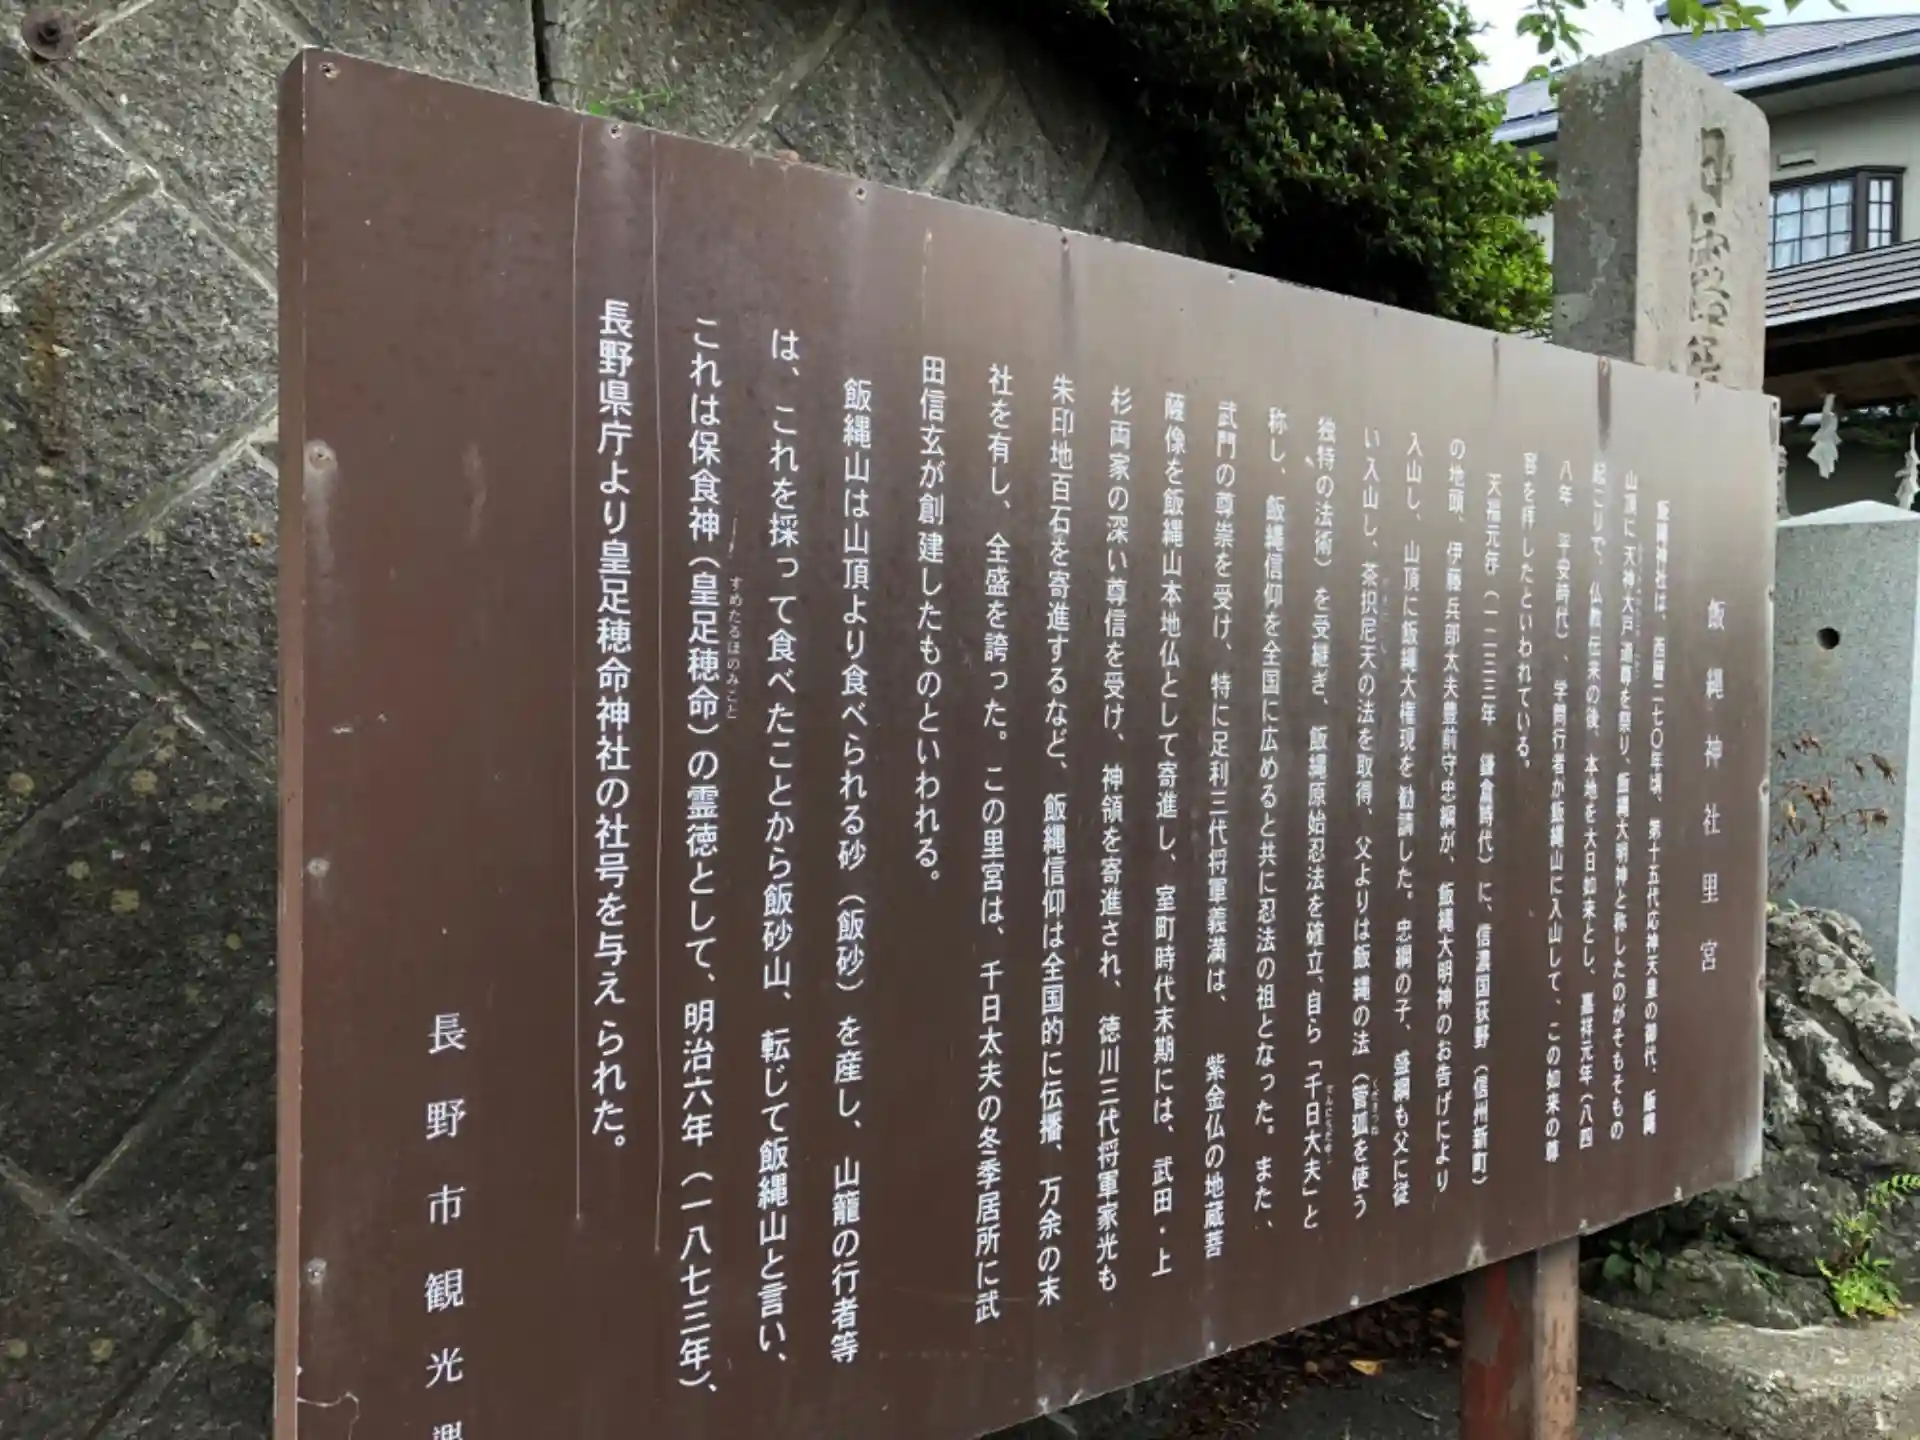 飯縄神社里宮
飯縄神社は、西暦二七〇年頃、第十五代応神天皇の御代、飯縄
山頂に天神大戸道尊を祭り、飯縄大明神と称したのがそもそもの
起こりで、仏教伝来の後、本地を大日如来とし、嘉祥元年(八四
八年 平安時代)、学問行者が飯縄山に入山して、この如来の尊
容を拝したといわれている。
天福元年(一二三三年 鎌倉時代)に、信濃国荻野(信州新町)
の地頭、伊藤兵部太夫豊前守忠綱が、飯縄大明神のお告げにより
入山し、山頂に飯縄大権現を勧請した。忠綱の子、盛綱も父に従
い入山し、茶枳尼天の法を取得、父よりは飯縄の法(管狐を使う
くだきつね
独特の法術)を受継ぎ、飯縄原始忍法を確立、自ら「千日大夫」と
称し、飯縄信仰を全国に広めると共に忍法の祖となった。また、
武門の尊崇を受け、特に足利三代将軍義満は、紫金仏の地蔵菩
薩像を飯縄山本地仏として寄進し、室町時代末期には、武田・上
杉両家の深い尊信を受け、神領を寄進され、徳川三代将軍家光も
朱印地百石を寄進するなど、飯縄信仰は全国的に伝播、万余の末
社を有し、全盛を誇った。この里宮は、千日太夫の冬季居所に武
田信玄が創建したものといわれる。
飯縄山は山頂より食べられる砂(飯砂)を産し、山籠の行者等
は、これを採って食べたことから飯砂山、転じて飯縄山と言い、
これは保食神(皇足穂命)の霊徳として、明治六年(一八七三年)、
すめたるほのみこと
長野県庁より皇足穂命神社の社号を与えられた。
長野市観光課